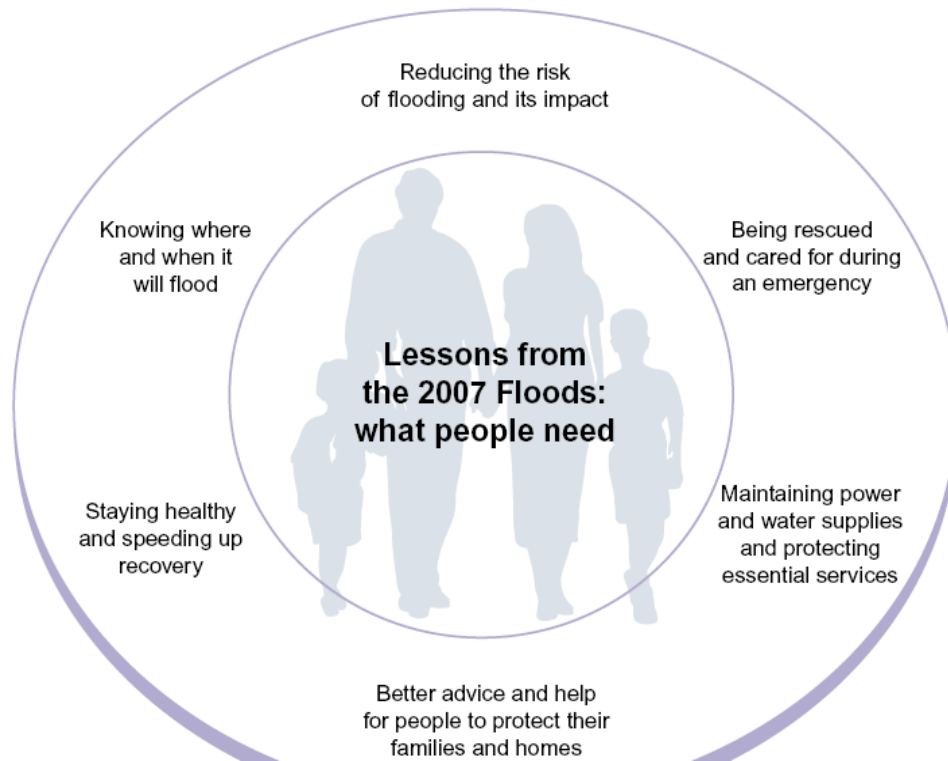 Reducing the risk
of flooding and its impact
Knowing where
and when it
will flood
Being rescued
and cared for during
an emergency
Lessons from
the 2007 Floods:
what people need
Staying healthy
and speeding up
recovery
Maintaining power
and water supplies
and protecting
essential services
Better advice and help
for people to protect their
families and homes